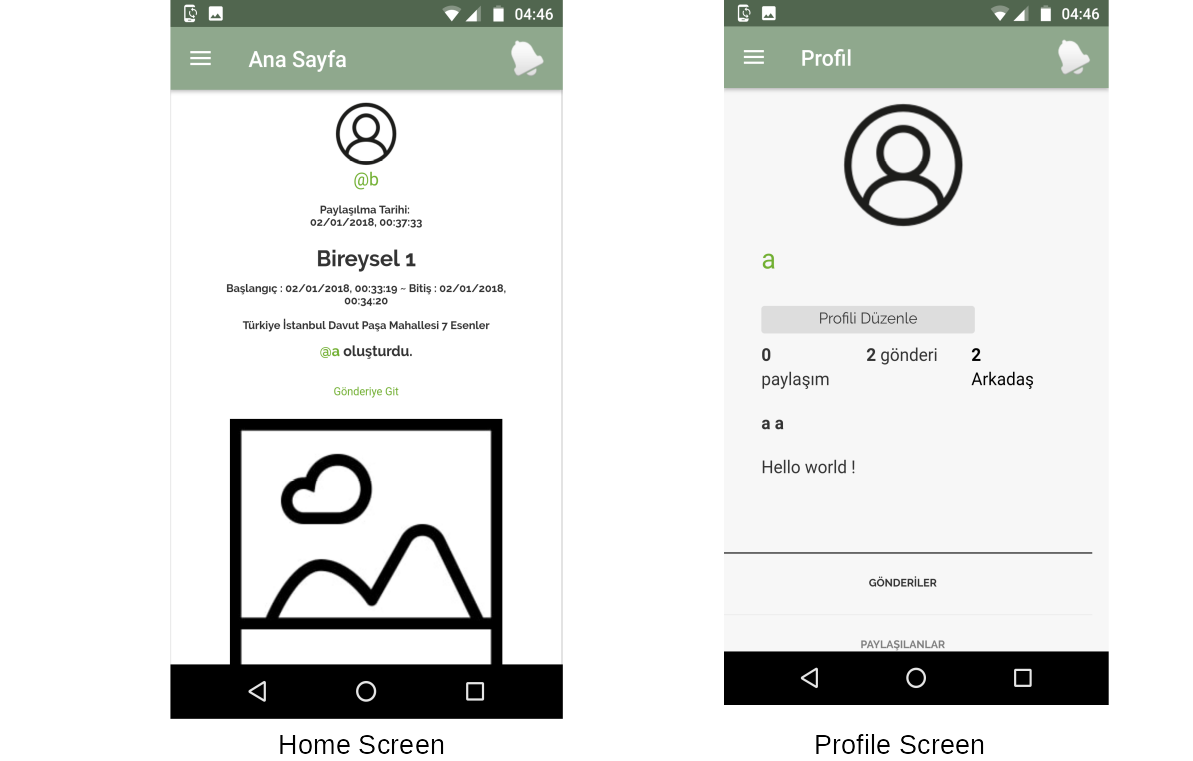 04:46
Ana Sayfa
@b
Paylaşılma Tarihi:
02/01/2018, 00:37:33
Bireysel 1
Başlangıç : 02/01/2018, 00:33:19 ~ Bitiş : 02/01/2018,
00:34:20
Türkiye İstanbul Davut Paşa Mahallesi 7 Esenler
@a oluşturdu.
Gönderiye Git
Home Screen
04:46
Profil
a
Profili Düzenle
0 2 gönderi 2
paylaşım Arkadaş
a a
Hello world !
GÖNDERİLER
PAYLAŞILANLAR
Profile Screen